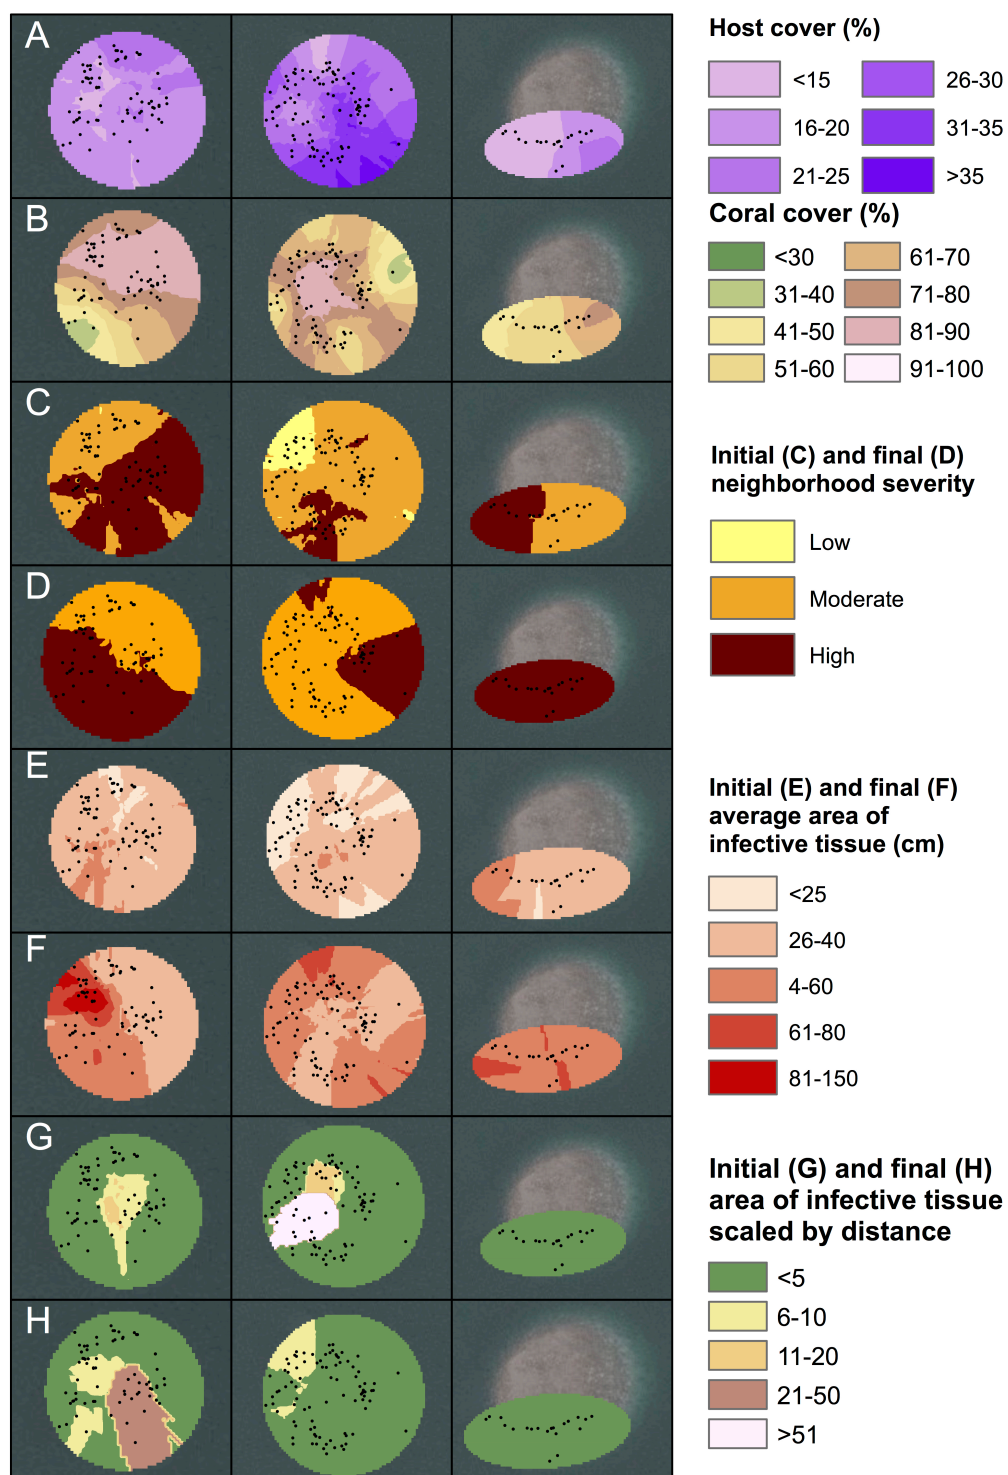 A
Host cover (%)
<15
26-30
16-20
31-35
21-25
>35
B
Coral cover (%)
<30
61-70
31-40
71-80
41-50
81-90
51-60
91-100
C
Initial (C) and final (D)
neighborhood severity
Low
D
Moderate
High
E
Initial (E) and final (F)
average area of
infective tissue (cm)
<25
26-40
F
4-60
61-80
81-150
G
Initial (G) and final (H)
area of infective tissue
scaled by distance
<5
H
6-10
11-20
21-50
>51